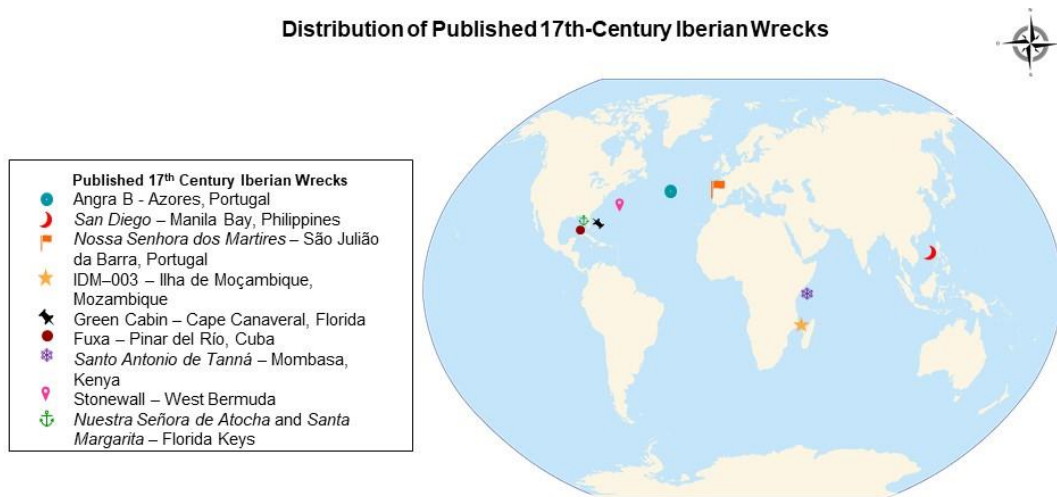 Distribution of Published 17th-Century Iberian Wrecks
Published 17th Century Iberian Wrecks
Angra B - Azores, Portugal
San Diego – Manila Bay, Philippines
Nossa Senhora dos Martires – São Julião
da Barra, Portugal
IDM–003 – Ilha de Moçambique,
Mozambique
Green Cabin – Cape Canaveral, Florida
Fuxa – Pinar del Río, Cuba
Santo Antonio de Tanná – Mombasa,
Kenya
Stonewall – West Bermuda
Nuestra Señora de Atocha and Santa
Margarita – Florida Keys